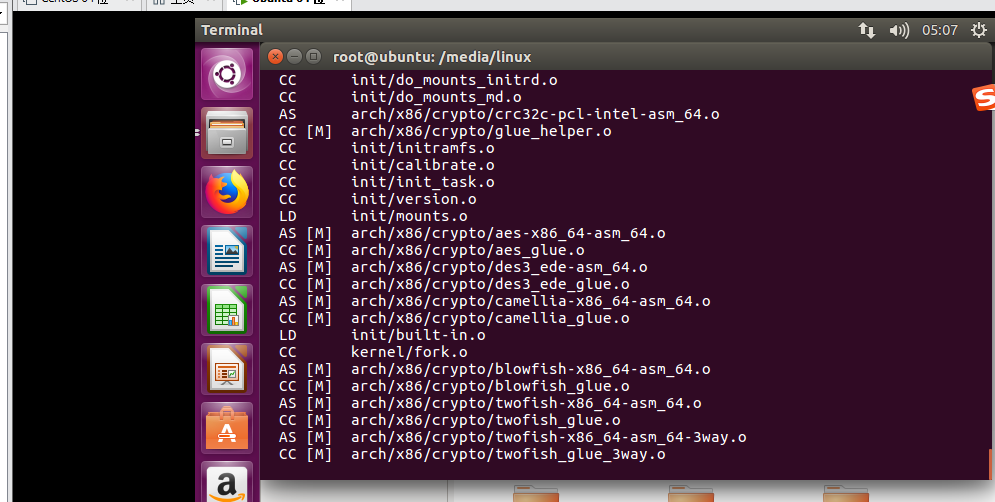 Terminal
05:07
root@ubuntu: /media/linux
CC init/do_mounts_initrd.o
CC init/do_mounts_md.o
AS arch/x86/crypto/crc32c-pcl-intel-asm_64.o
CC [M] arch/x86/crypto/glue_helper.o
CC init/initramfs.o
CC init/calibrate.o
CC init/init_task.o
CC init/version.o
LD init/mounts.o
AS [M] arch/x86/crypto/aes-x86_64-asm_64.o
CC [M] arch/x86/crypto/aes_glue.o
AS [M] arch/x86/crypto/des3_ede-asm_64.o
CC [M] arch/x86/crypto/des3_ede_glue.o
AS [M] arch/x86/crypto/camellia-x86_64-asm_64.o
CC [M] arch/x86/crypto/camellia_glue.o
LD init/built-in.o
CC kernel/fork.o
AS [M] arch/x86/crypto/blowfish-x86_64-asm_64.o
CC [M] arch/x86/crypto/blowfish_glue.o
AS [M] arch/x86/crypto/twofish-x86_64-asm_64.o
CC [M] arch/x86/crypto/twofish_glue.o
AS [M] arch/x86/crypto/twofish-x86_64-asm_64-3way.o
CC [M] arch/x86/crypto/twofish_glue_3way.o